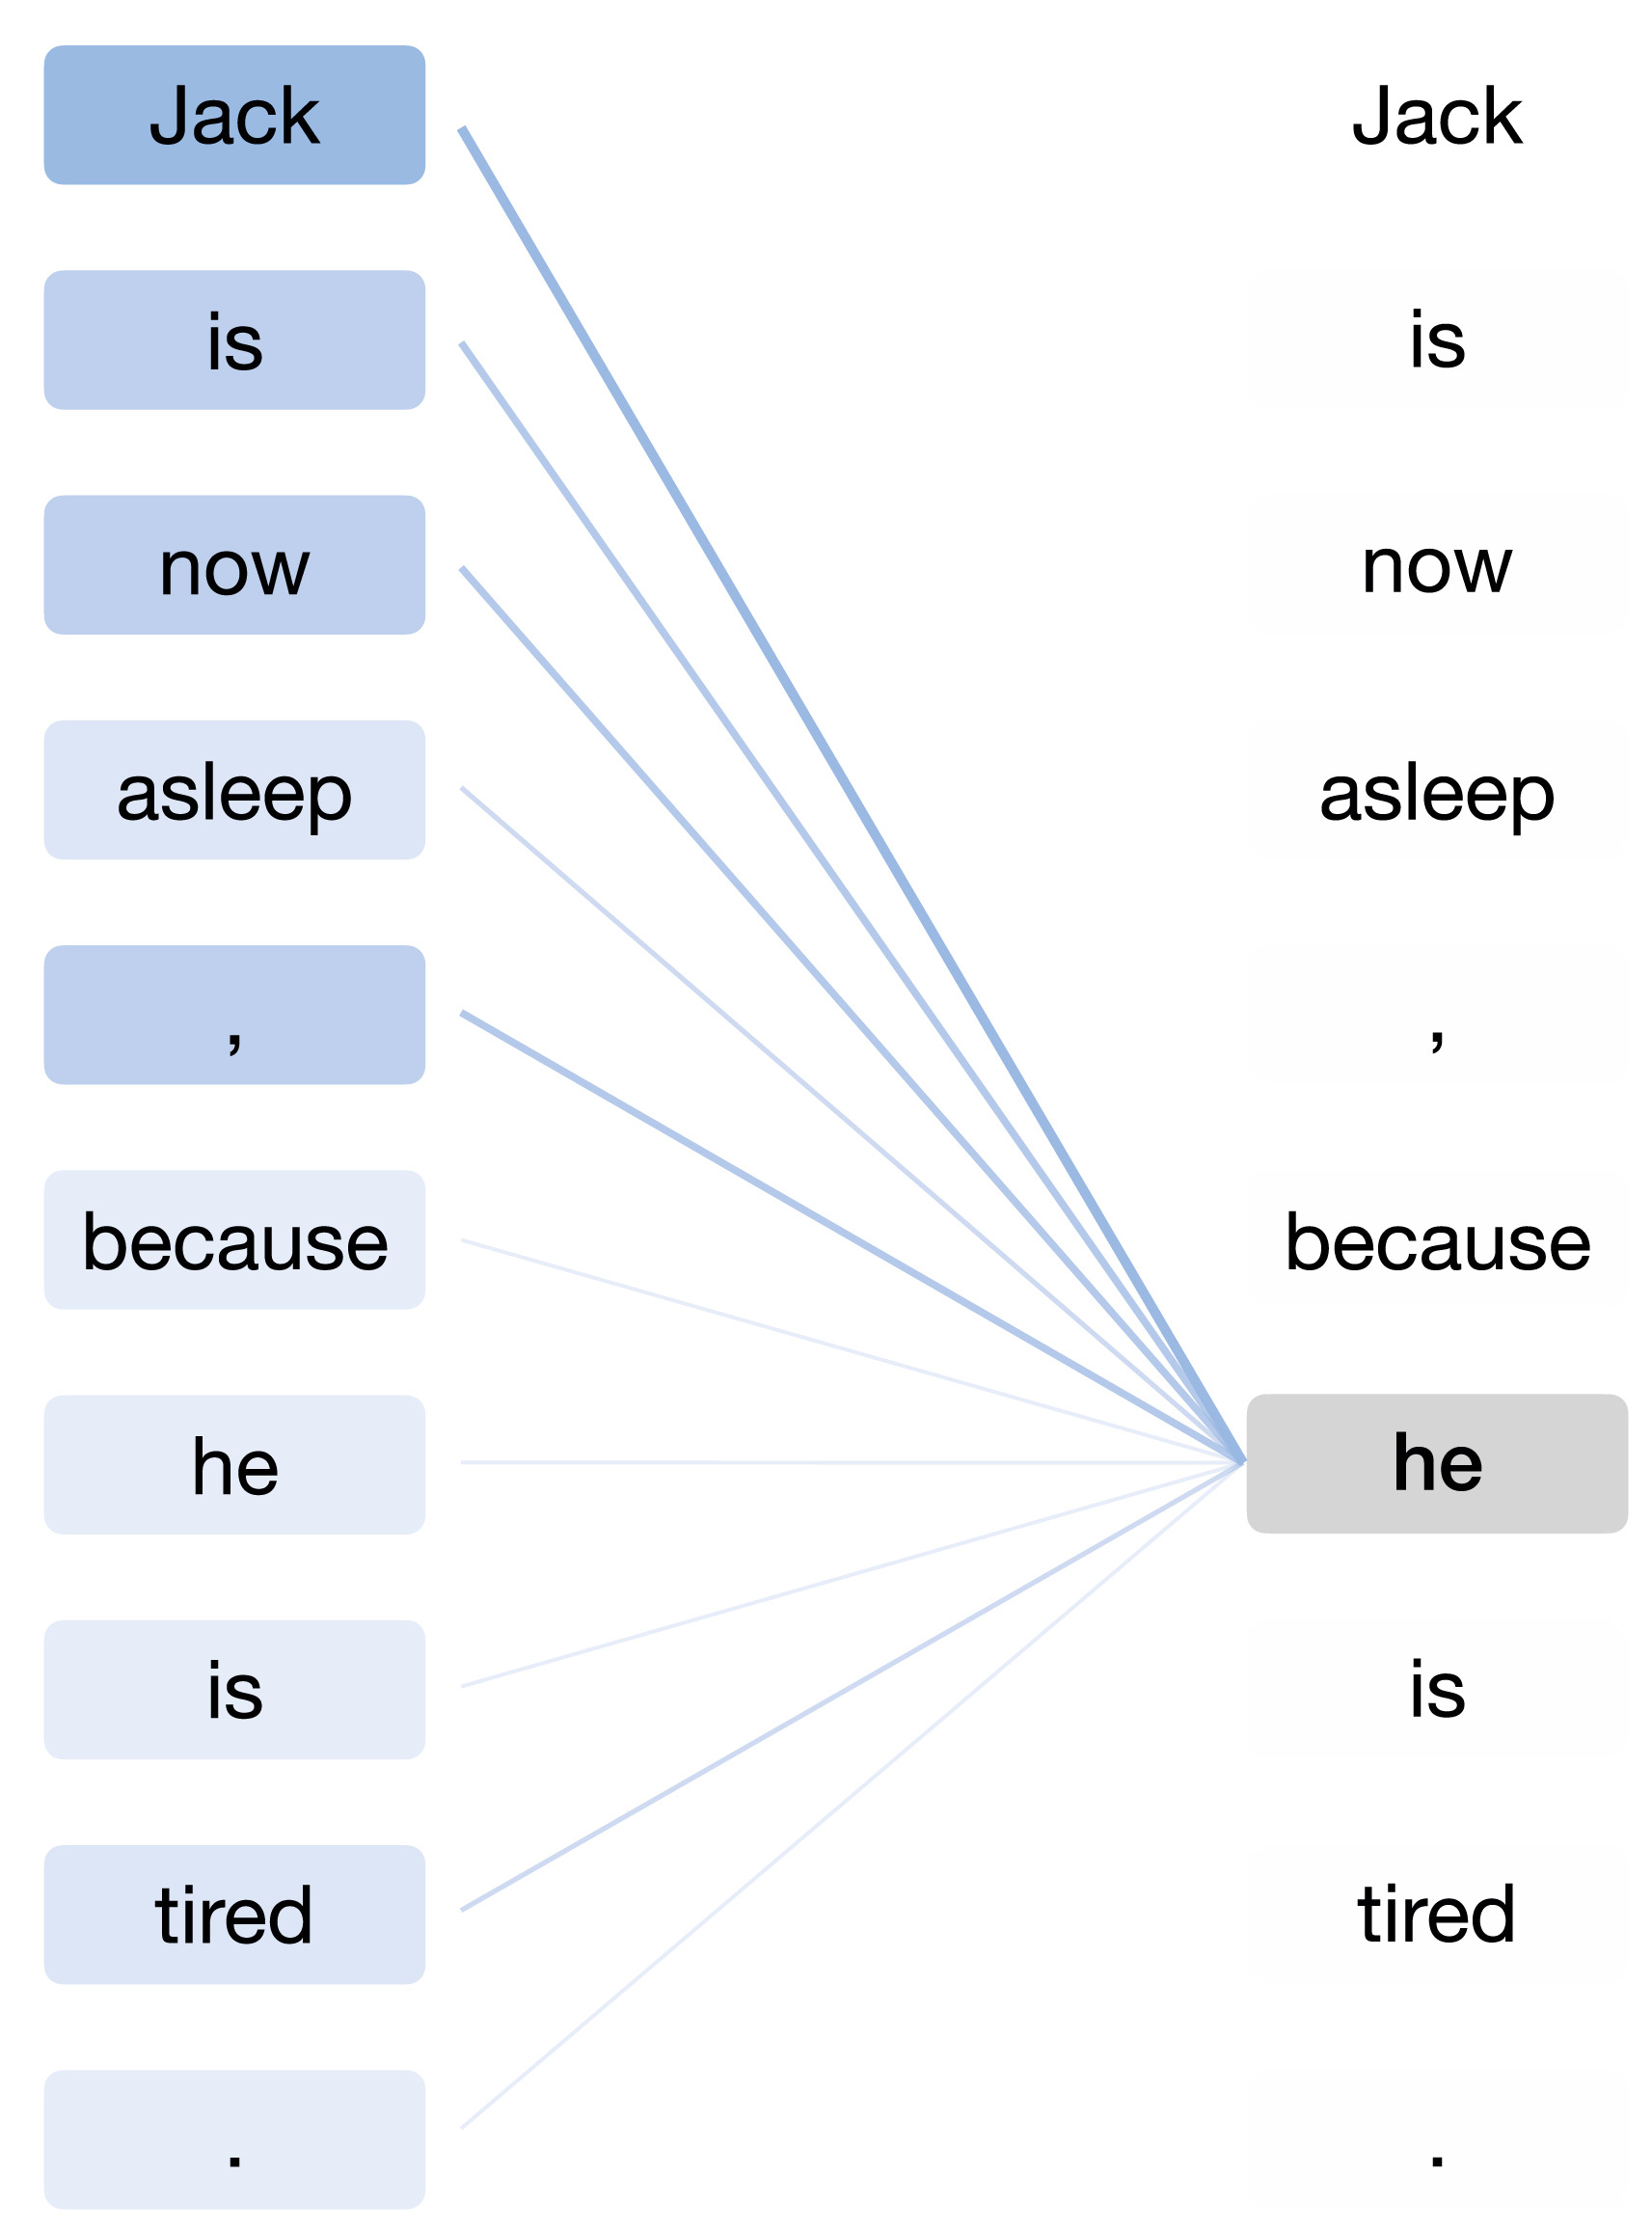 Jack Jack
is is
now now
asleep asleep
, ,
because because
he he
is is
tired tired
. .